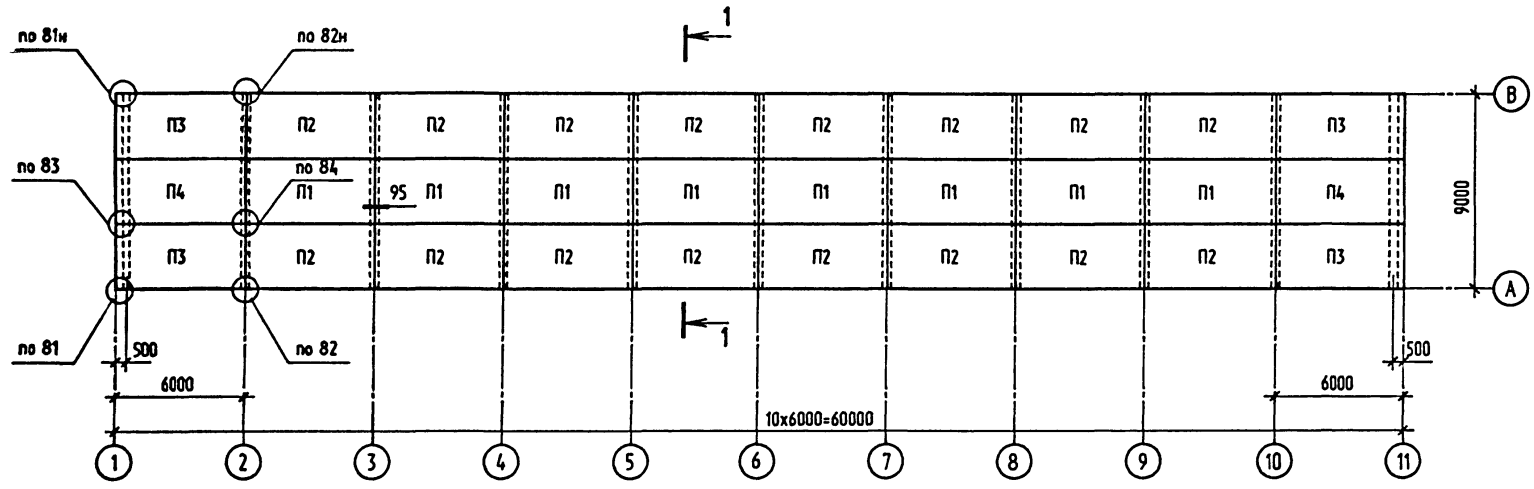 1
по 81н
по 82н
В
П3 П2 П2 П2 П2 П2 П2 П2 П2 П3
по 83
по 84
95
П4 П1 П1 П1 П1 П1 П1 П1 П1 П4
9000
П3 П2 П2 П2 П2 П2 П2 П2 П2 П3
А
1
по 81
500
по 82
500
6000
6000
10х6000=60000
1 2 3 4 5 6 7 8 9 10 11